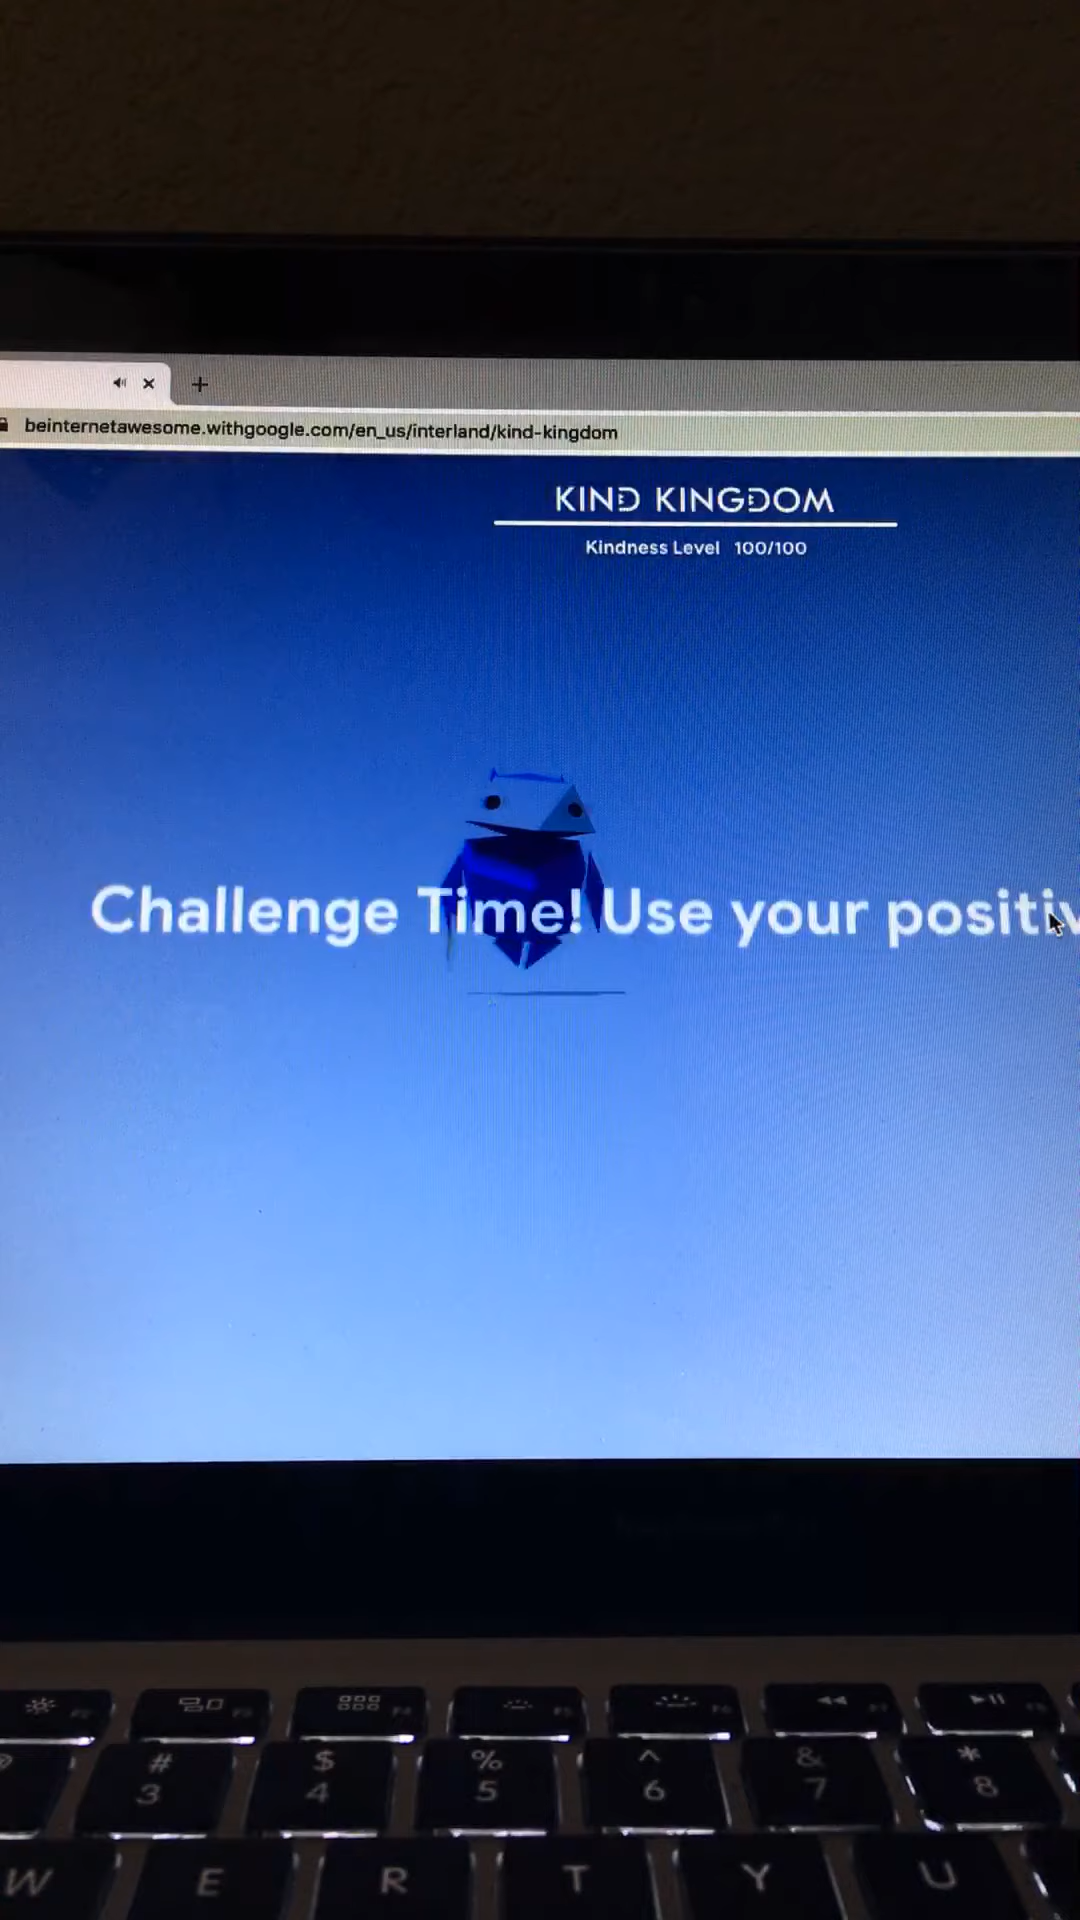 beinternetawesome.withgoogle.com/en_us/interland/kind-kingdom
KIND KINGDOM
Kindness Level 100/100
Challenge Time! Use your positiv
# $ % ^ & *
3 4 5 6 7 8
W E R T Y U